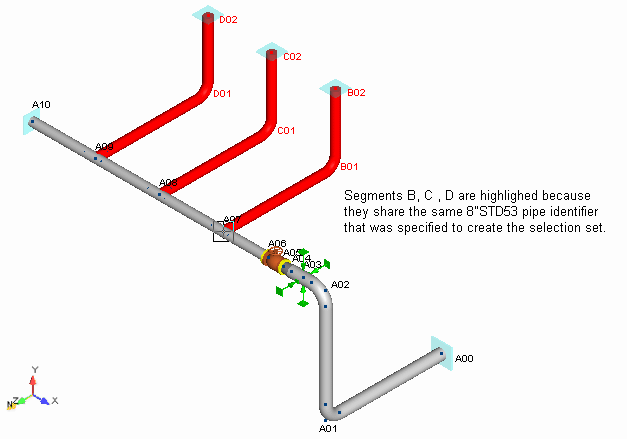 D02
C02
D01
B02
A10
C01
A09
B01
A08
Segments B, C , D are highlighed because
they share the same 8"STD53 pipe identifier
that was specified to create the selection set.
A07
A06
A05
A04
A03
A02
A00
A01
Y
Z
X
N